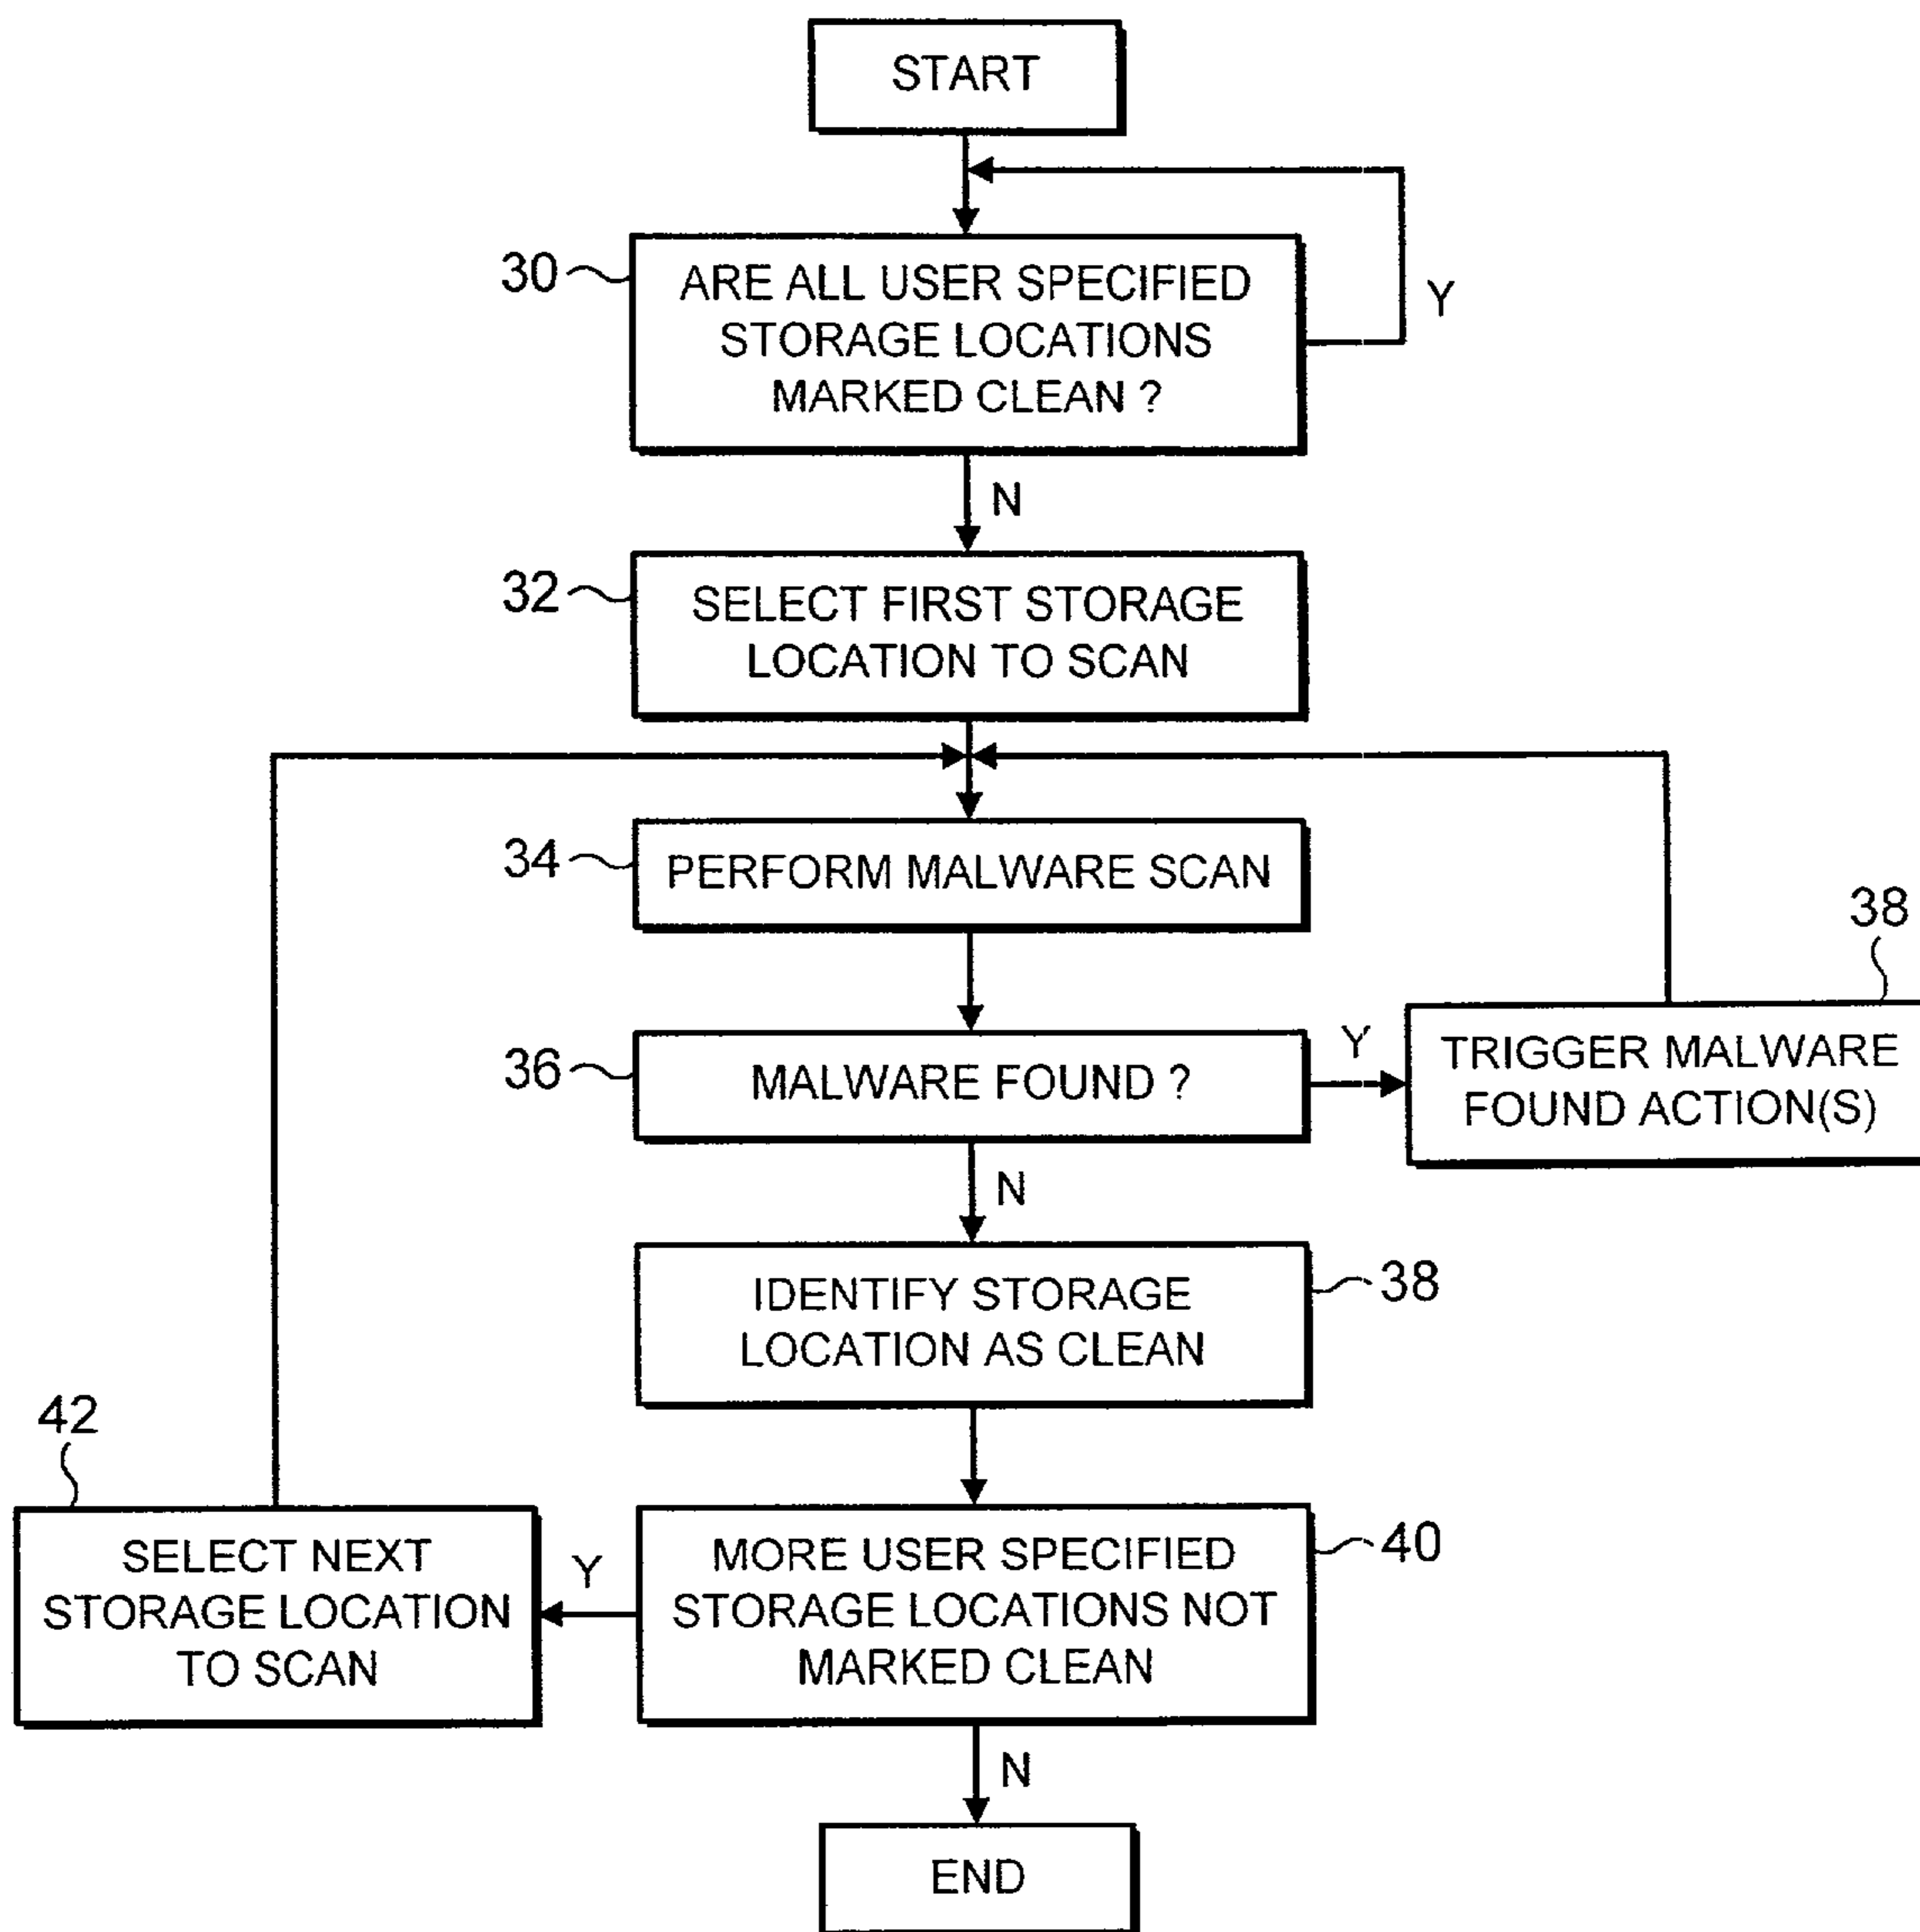 START
30
ARE ALL USER SPECIFIED
STORAGE LOCATIONS
MARKED CLEAN ?
Y
N
32
SELECT FIRST STORAGE
LOCATION TO SCAN
34
PERFORM MALWARE SCAN
36
MALWARE FOUND ?
Y
38
TRIGGER MALWARE
FOUND ACTION(S)
N
IDENTIFY STORAGE
LOCATION AS CLEAN
38
MORE USER SPECIFIED
STORAGE LOCATIONS NOT
MARKED CLEAN
40
Y
42
SELECT NEXT
STORAGE LOCATION
TO SCAN
N
END